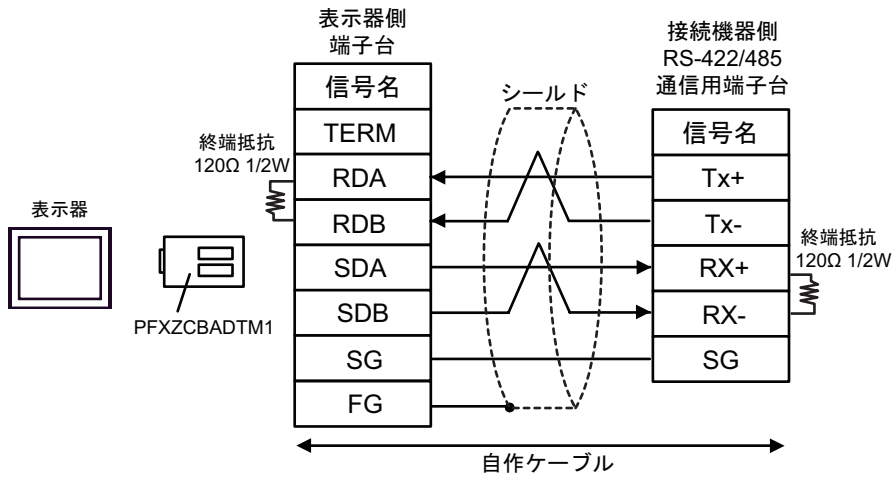 表示器側
端子台
接続機器側
RS-422/485
通信用端子台
信号名
シールド
信号名
TERM
終端抵抗
120Ω 1/2W
RDA
Tx+
RDB
Tx-
表示器
SDA
RX+
終端抵抗
120Ω 1/2W
SDB
RX-
PFXZCBADTM1
SG
SG
FG
自作ケーブル